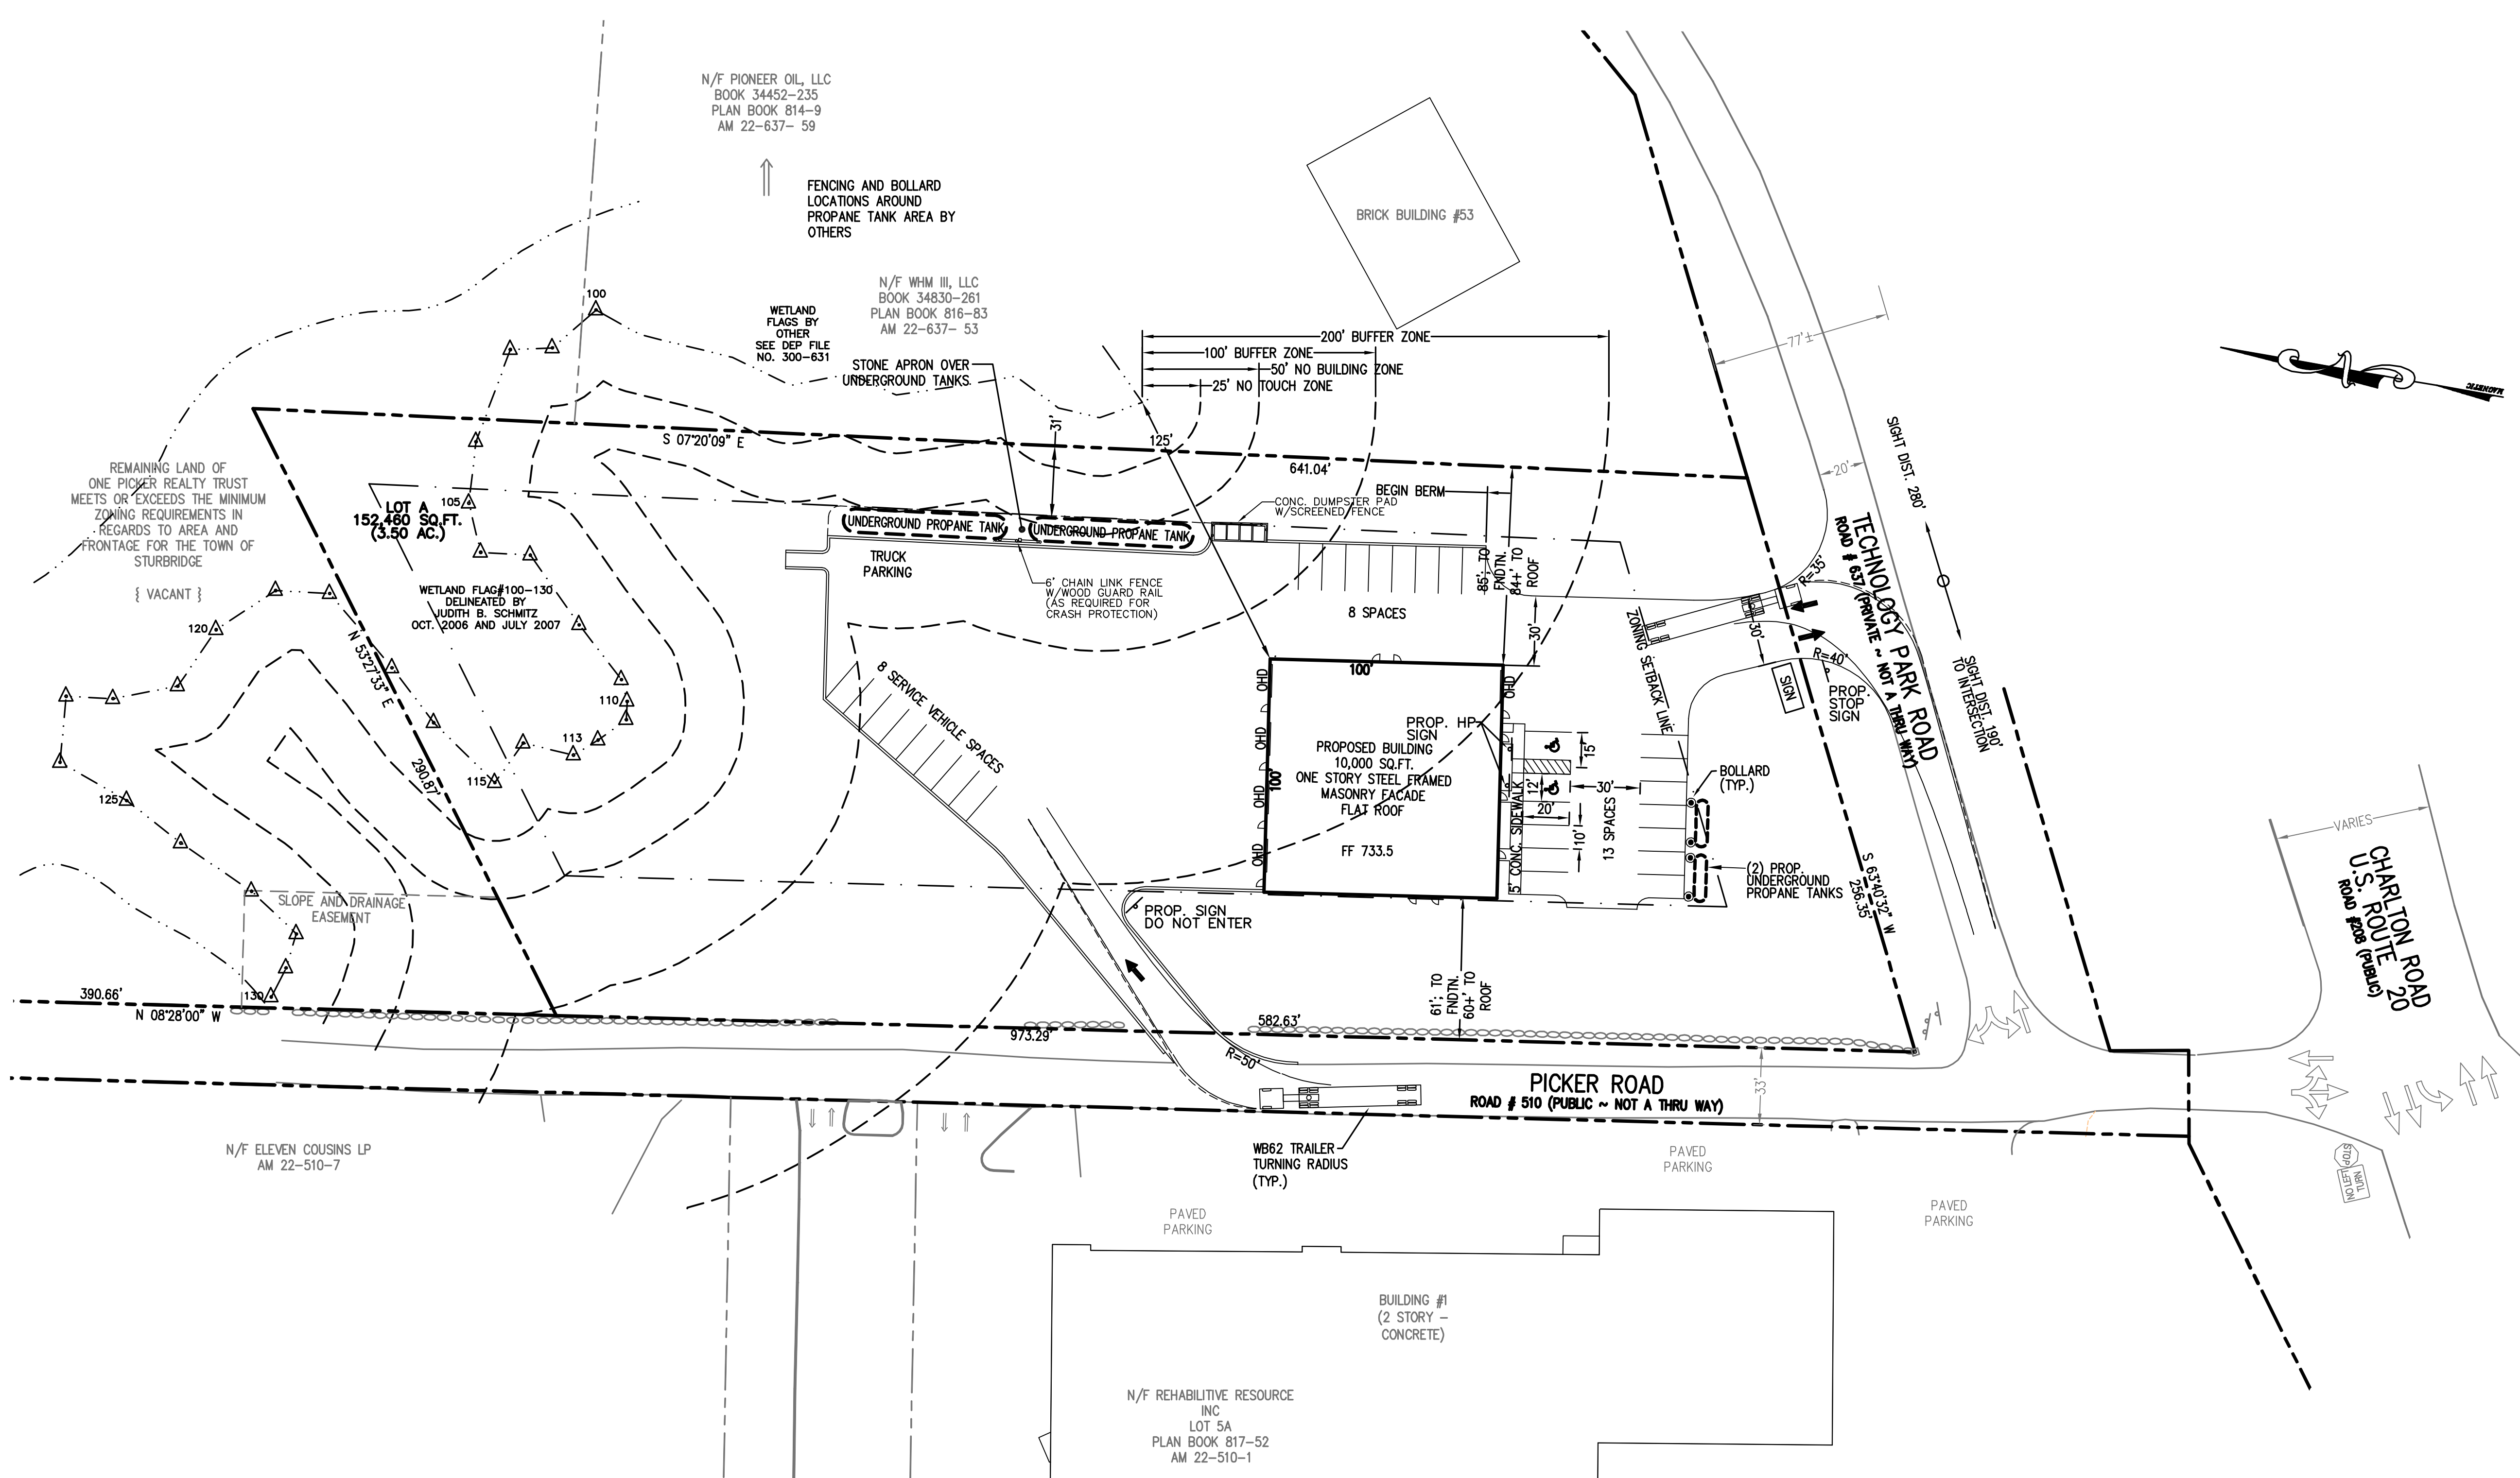 N/F PIONEER OIL, LLC
BOOK 34452-235
PLAN BOOK 814-9
AM 22-637- 59
FENCING AND BOLLARD
LOCATIONS AROUND
PROPANE TANK AREA BY
OTHERS
BRICK BUILDING #53
N/F WHM III, LLC
BOOK 34830-261
PLAN BOOK 816-83
AM 22-637- 53
WETLAND
FLAGS BY
OTHER
SEE DEP FILE
NO. 300-631
STONE APRON OVER
UNDERGROUND TANKS
200' BUFFER ZONE
100' BUFFER ZONE
50' NO BUILDING ZONE
25' NO TOUCH ZONE
77'±
MAGNETIC
100
31'
S 07°20'09" E
125'
641.04'
20'
SIGHT DIST. 280'
REMAINING LAND OF
ONE PICKER REALTY TRUST
MEETS OR EXCEEDS THE MINIMUM
ZONING REQUIREMENTS IN
REGARDS TO AREA AND
FRONTAGE FOR THE TOWN OF
STURBRIDGE
{ VACANT }
LOT A
152,460 SQ.FT.
(3.50 AC.)
105
BEGIN BERM
CONC. DUMPSTER PAD
W/SCREENED FENCE
UNDERGROUND PROPANE TANK
UNDERGROUND PROPANE TANK
TRUCK
PARKING
6' CHAIN LINK FENCE
W/WOOD GUARD RAIL
(AS REQUIRED FOR
CRASH PROTECTION)
WETLAND FLAG#100-130
DELINEATED BY
JUDITH B. SCHMITZ
OCT. 2006 AND JULY 2007
85'; TO
FNDTN.
84+' TO
ROOF
8 SPACES
30'
ZONING SETBACK LINE
30'
R=35'
R=40'
TECHNOLOGY PARK ROAD
ROAD # 637 (PRIVATE ~ NOT A THRU WAY)
SIGHT DIST. 190'
TO INTERSECTION
SIGN
PROP.
STOP
SIGN
120
N 53°27'33" E
290.87'
110
113
115
125
130
8 SERVICE VEHICLE SPACES
100'
100'
OHD
OHD
OHD
OHD
OHD
PROP. HP
SIGN
PROPOSED BUILDING
10,000 SQ.FT.
ONE STORY STEEL FRAMED
MASONRY FACADE
FLAT ROOF
FF 733.5
5' CONC. SIDEWALK
15'
12'
20'
30'
10'
13 SPACES
BOLLARD
(TYP.)
(2) PROP.
UNDERGROUND
PROPANE TANKS
S 63°40'32" W
256.35'
VARIES
CHARLTON ROAD
U.S. ROUTE 20
ROAD #208 (PUBLIC)
SLOPE AND DRAINAGE
EASEMENT
PROP. SIGN
DO NOT ENTER
61'; TO
FNDTN.
60+' TO
ROOF
390.66'
N 08°28'00" W
973.29'
582.63'
R=50'
33'
PICKER ROAD
ROAD # 510 (PUBLIC ~ NOT A THRU WAY)
WB62 TRAILER
TURNING RADIUS
(TYP.)
N/F ELEVEN COUSINS LP
AM 22-510-7
PAVED
PARKING
PAVED
PARKING
PAVED
PARKING
STOP
NO LEFT
TURN
BUILDING #1
(2 STORY -
CONCRETE)
N/F REHABILITIVE RESOURCE
INC
LOT 5A
PLAN BOOK 817-52
AM 22-510-1